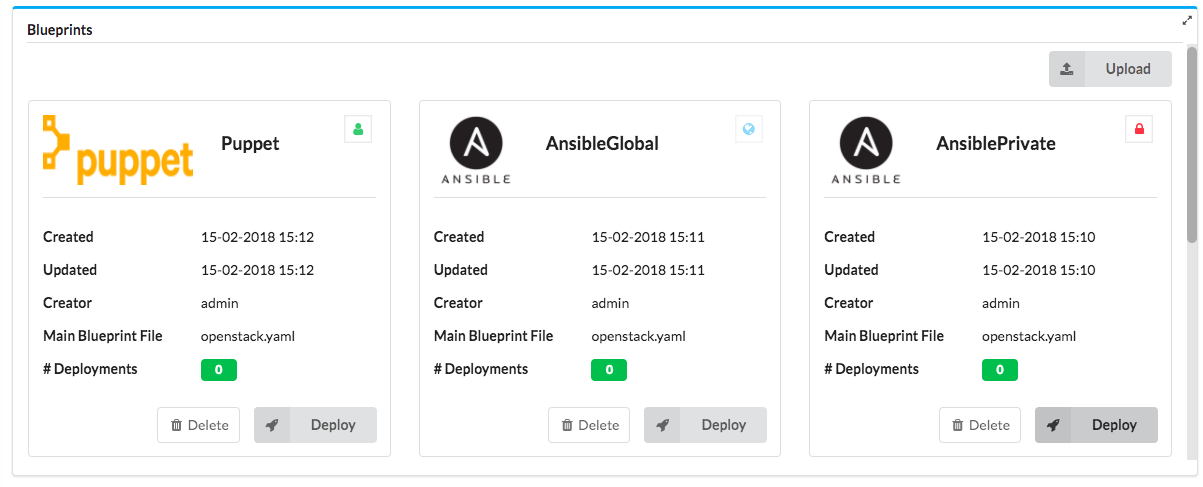 Blueprints
Upload
puppet Puppet
ANSIBLE AnsibleGlobal
ANSIBLE AnsiblePrivate
Created 15-02-2018 15:12
Updated 15-02-2018 15:12
Creator admin
Main Blueprint File openstack.yaml
# Deployments 0
Delete Deploy
Created 15-02-2018 15:11
Updated 15-02-2018 15:11
Creator admin
Main Blueprint File openstack.yaml
# Deployments 0
Delete Deploy
Created 15-02-2018 15:10
Updated 15-02-2018 15:10
Creator admin
Main Blueprint File openstack.yaml
# Deployments 0
Delete Deploy